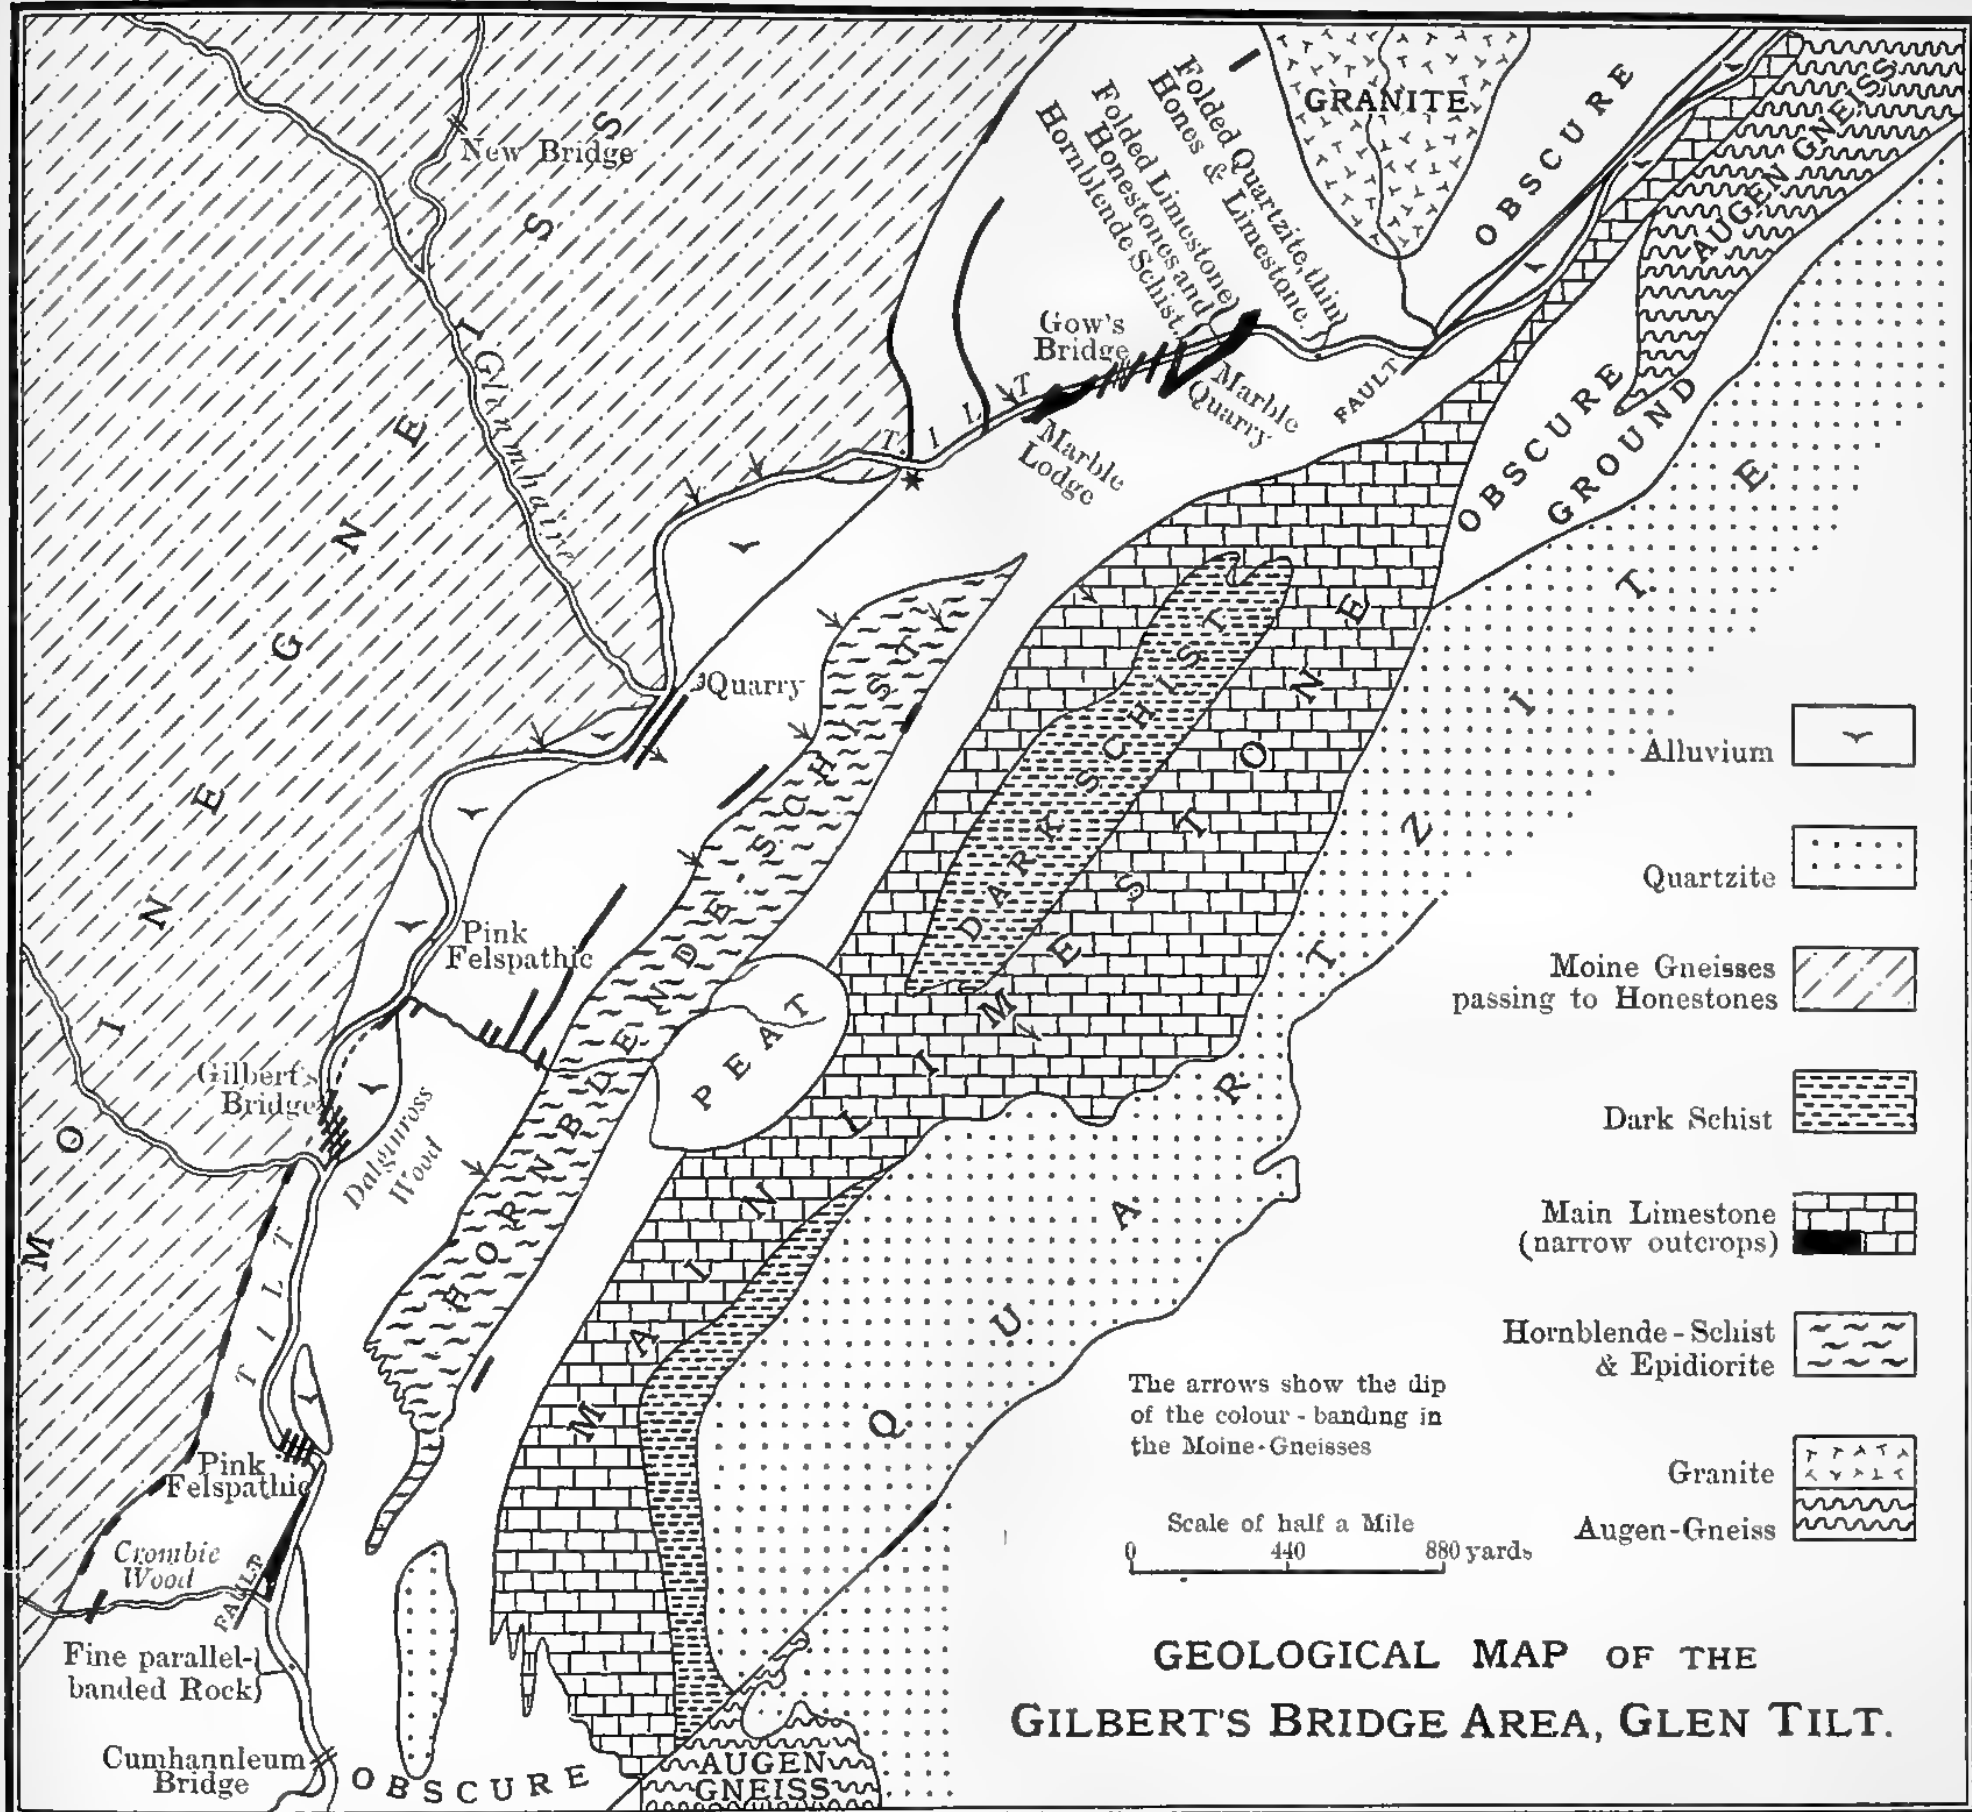 New Bridge
Glanmhaire
MOINE GNEISS
Folded Quartzite, thin
Hones & Limestone.
Folded Limestone
Honestones and
Hornblende Schist.
GRANITE
OBSCURE
AUGEN GNEISS
Gow's
Bridge
TILT
Marble
Lodge
Marble
Quarry
FAULT
OBSCURE
GROUND
Quarry
HORNBLENDE-SCHIST
DARK SCHIST
MAIN LIMESTONE
QUARTZITE
PEAT
Pink
Felspathic
Gilbert's
Bridge
Dalginross
Wood
TILT
Pink
Felspathic
Crombie
Wood
FAULT
Fine parallel-
banded Rock
Cumhannleum
Bridge
OBSCURE
AUGEN
GNEISS
Alluvium
Quartzite
Moine Gneisses
passing to Honestones
Dark Schist
Main Limestone
(narrow outcrops)
Hornblende-Schist
& Epidiorite
Granite
Augen-Gneiss
The arrows show the dip
of the colour-banding in
the Moine-Gneisses
Scale of half a Mile
0 440 880 yards
GEOLOGICAL MAP OF THE
GILBERT'S BRIDGE AREA, GLEN TILT.